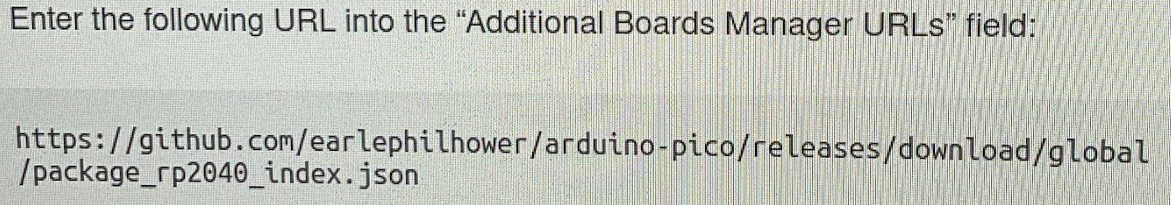 Enter the following URL into the “Additional Boards Manager URLs” field:
https://github.com/earlephilhower/arduino-pico/releases/download/global
/package_rp2040_index.json